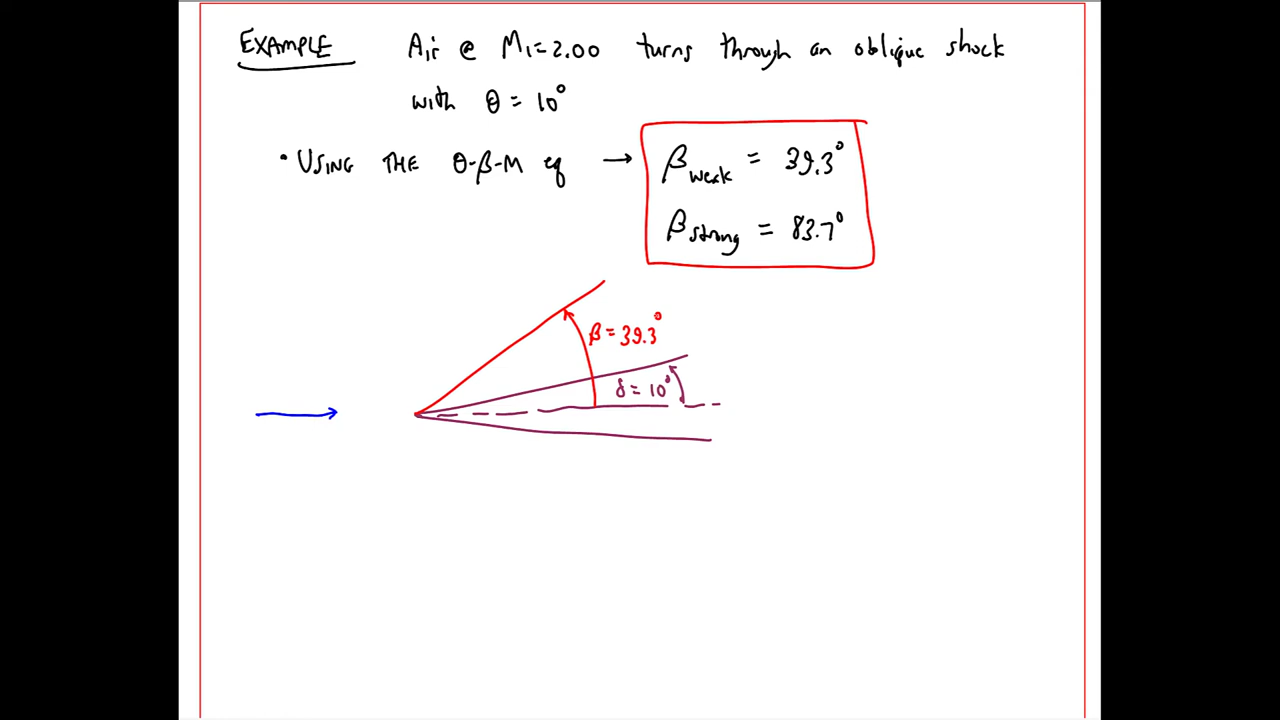 EXAMPLE Air @ M1=2.00 turns through an oblique shock
with θ = 10°
• USING THE θ-β-M eq → βweak = 39.3°
βstrong = 83.7°
β = 39.3°
δ = 10°